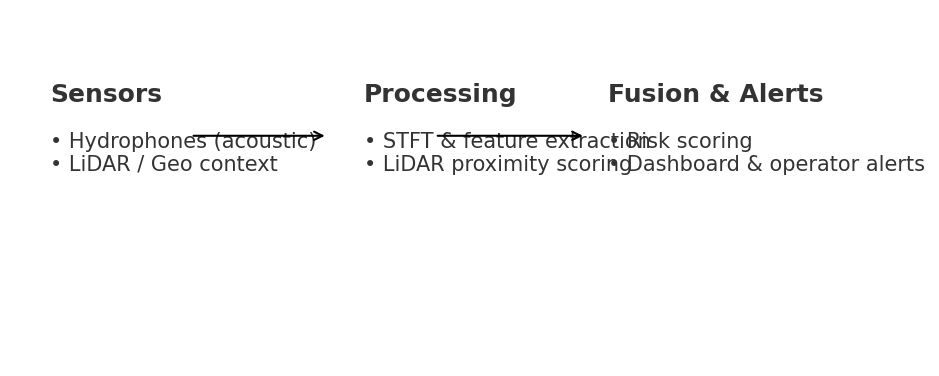 Sensors
• Hydrophones (acoustic)
• LiDAR / Geo context
Processing
• STFT & feature extraction
• LiDAR proximity scoring
Fusion & Alerts
• Risk scoring
• Dashboard & operator alerts